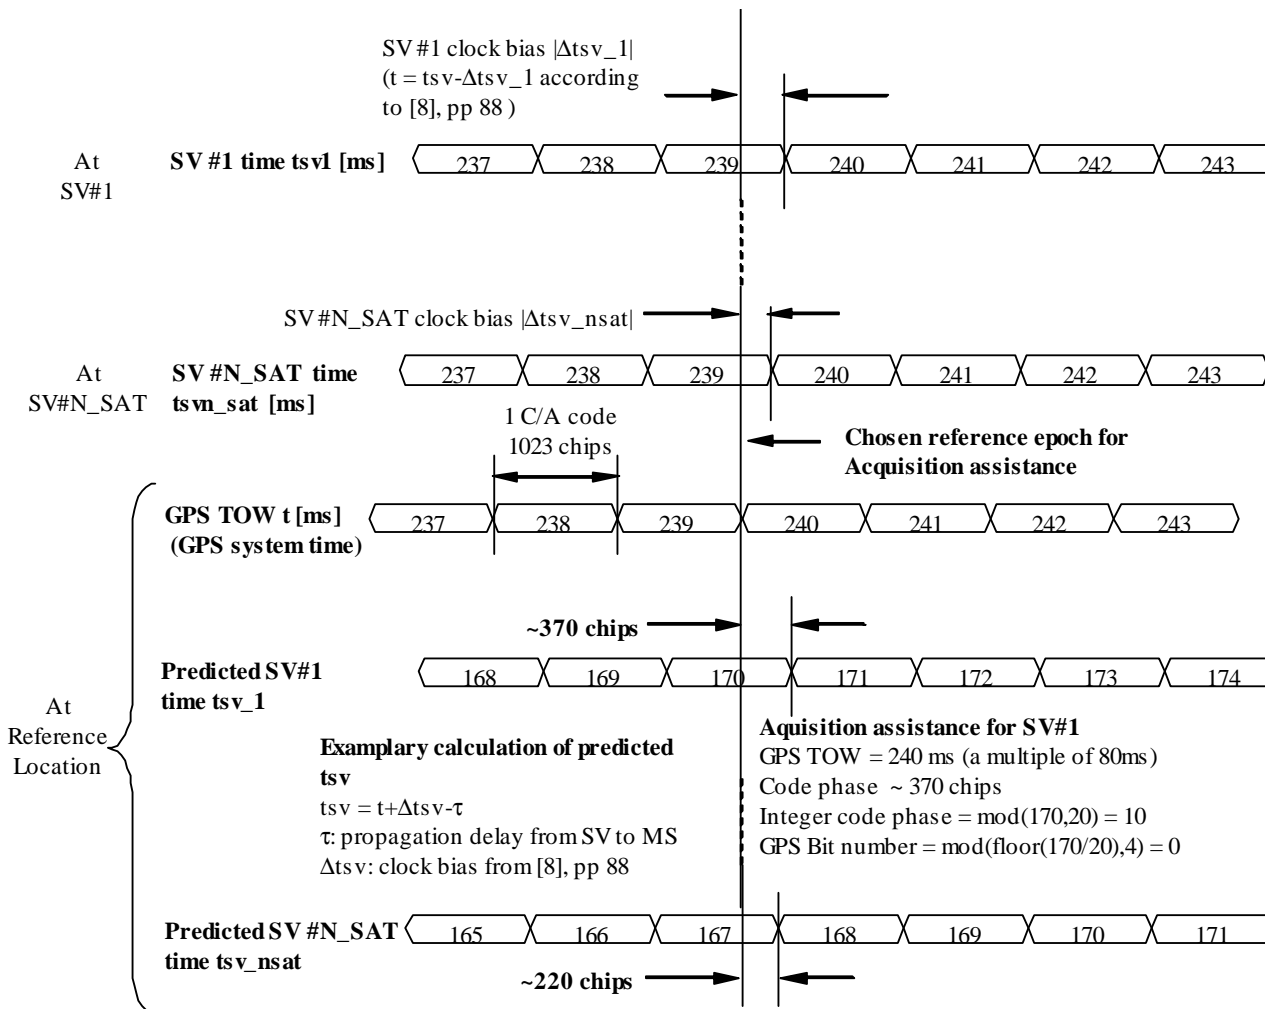 SV #1 clock bias |Δtsv_1|
(t = tsv-Δtsv_1 according
to [8], pp 88 )
At
SV#1
SV #1 time tsv1 [ms]
237 238 239 240 241 242 243
SV #N_SAT clock bias |Δtsv_nsat|
At
SV#N_SAT
SV #N_SAT time
tsvn_sat [ms]
237 238 239 240 241 242 243
1 C/A code
1023 chips
Chosen reference epoch for
Acquisition assistance
GPS TOW t [ms]
(GPS system time)
237 238 239 240 241 242 243
~370 chips
Predicted SV#1
time tsv_1
168 169 170 171 172 173 174
At
Reference
Location
Examplary calculation of predicted
tsv
tsv = t+Δtsv-τ
τ: propagation delay from SV to MS
Δtsv: clock bias from [8], pp 88
Aquisition assistance for SV#1
GPS TOW = 240 ms (a multiple of 80ms)
Code phase ~ 370 chips
Integer code phase = mod(170,20) = 10
GPS Bit number = mod(floor(170/20),4) = 0
Predicted SV #N_SAT
time tsv_nsat
165 166 167 168 169 170 171
~220 chips